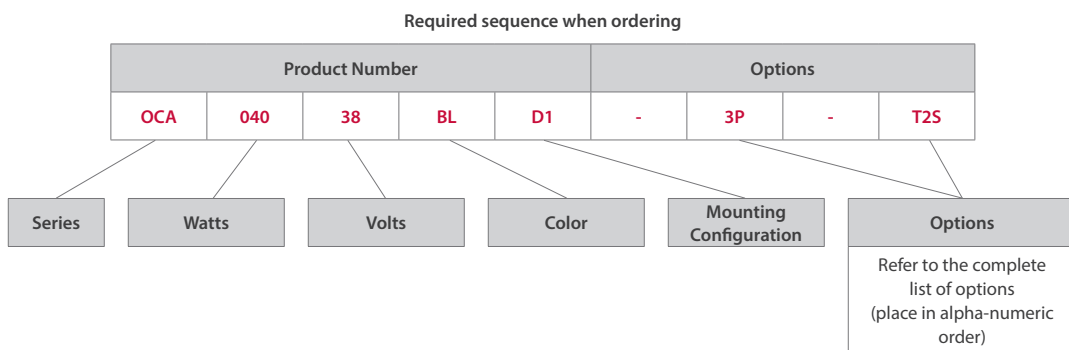 Required sequence when ordering
Product Number Options
OCA 040 38 BL D1 - 3P - T2S
Series Watts Volts Color Mounting Configuration Options
Refer to the complete
list of options
(place in alpha-numeric
order)